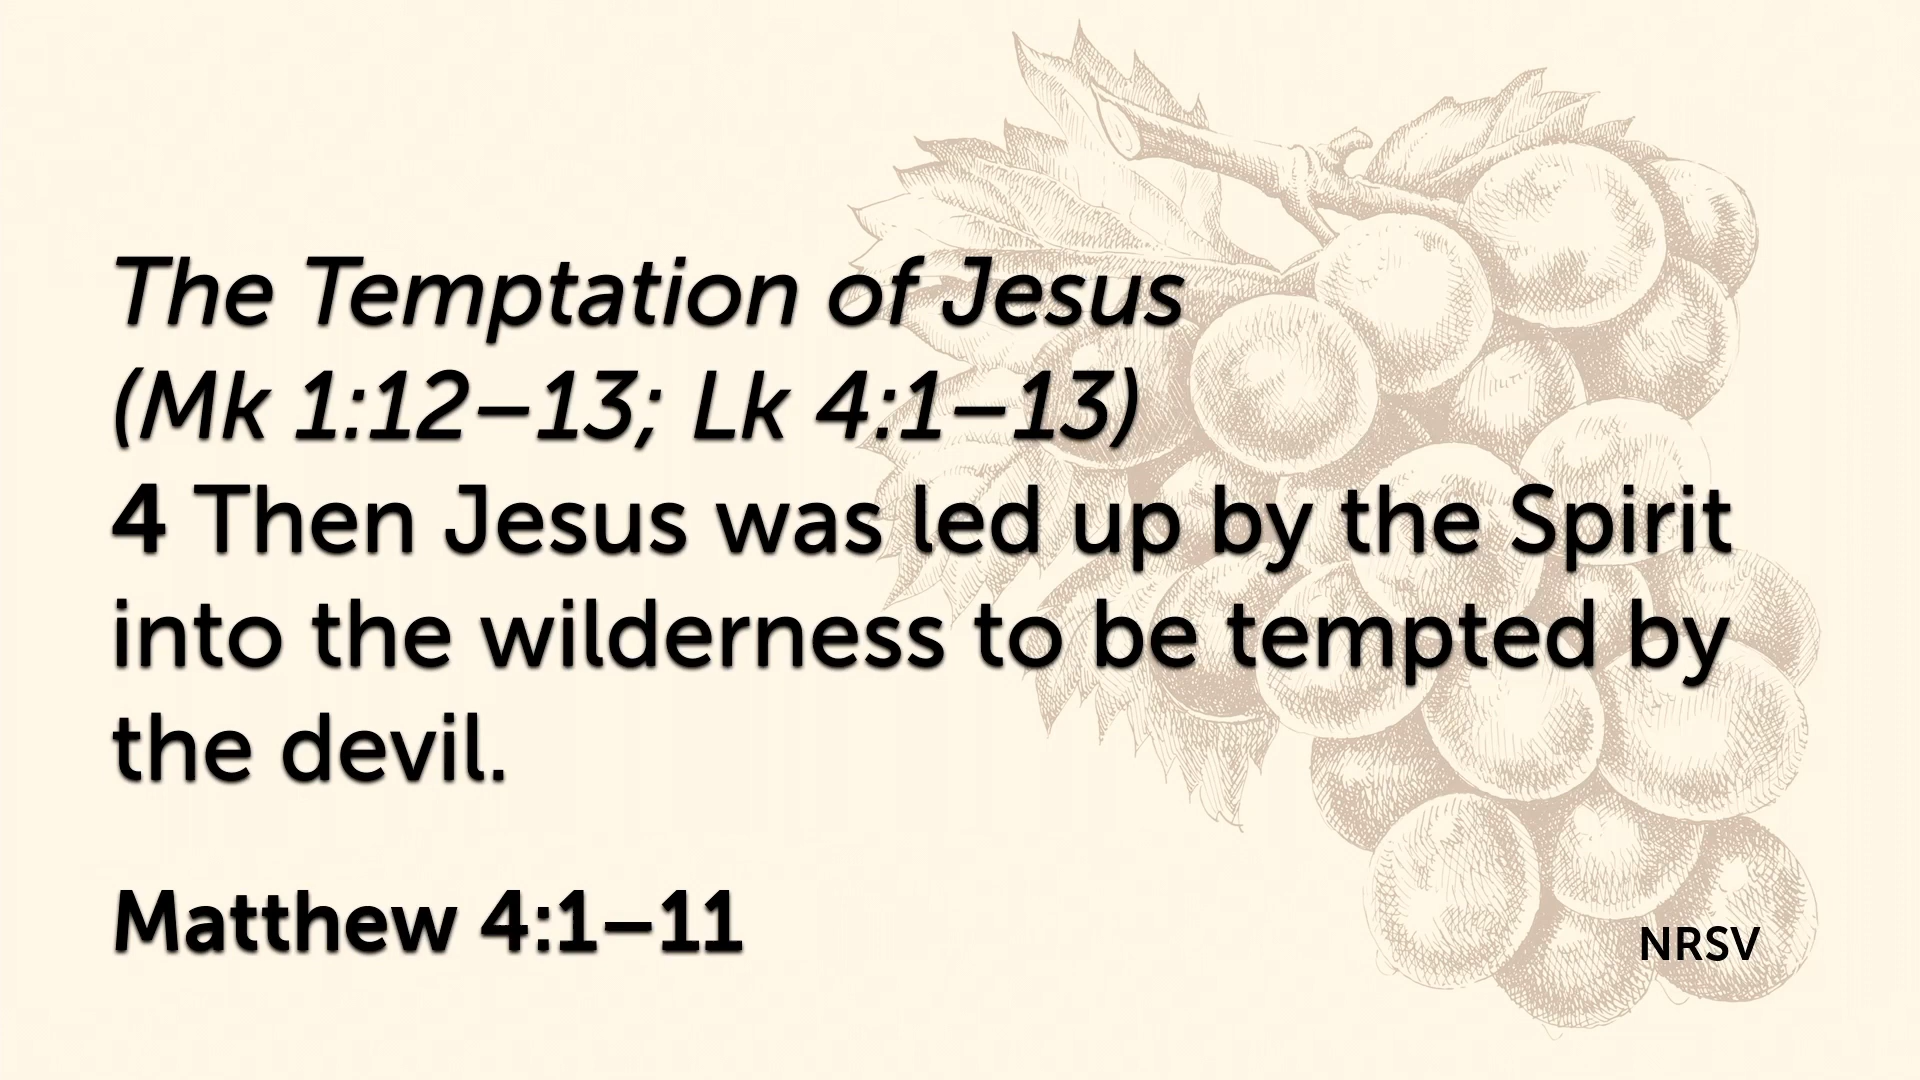 The Temptation of Jesus
(Mk 1:12–13; Lk 4:1–13)
4 Then Jesus was led up by the Spirit
into the wilderness to be tempted by
the devil.
Matthew 4:1–11
NRSV